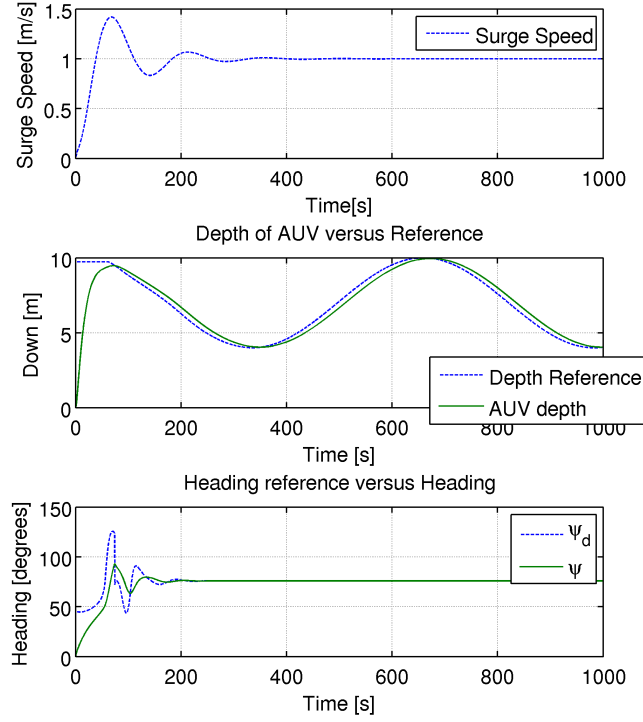 1.5
1
0.5
0
Surge Speed [m/s]
Surge Speed
0 200 400 600 800 1000
Time[s]
Depth of AUV versus Reference
10
5
0
Down [m]
Depth Reference
AUV depth
0 200 400 600 800 1000
Time [s]
Heading reference versus Heading
150
100
50
0
Heading [degrees]
ψd
ψ
0 200 400 600 800 1000
Time [s]